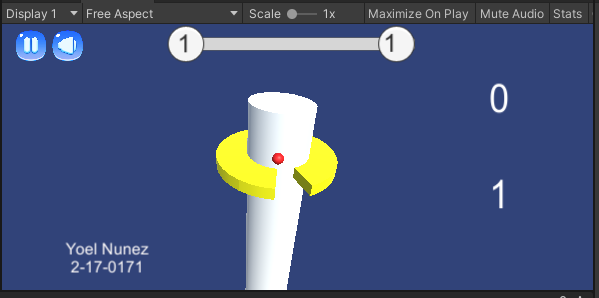 Display 1 Free Aspect Scale 1x Maximize On Play Mute Audio Stats
1 1
0
1
Yoel Nunez
2-17-0171